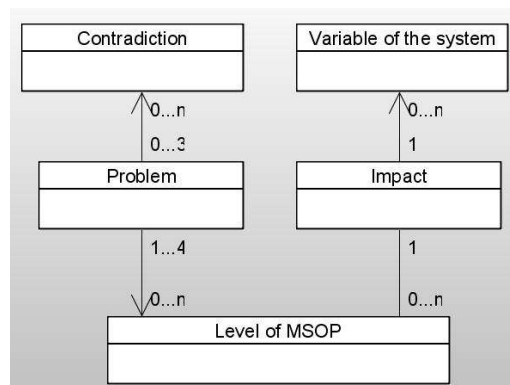 Contradiction Variable of the system
0...n 0...n
0...3 1
Problem Impact
1...4 1
0...n 0...n
Level of MSOP